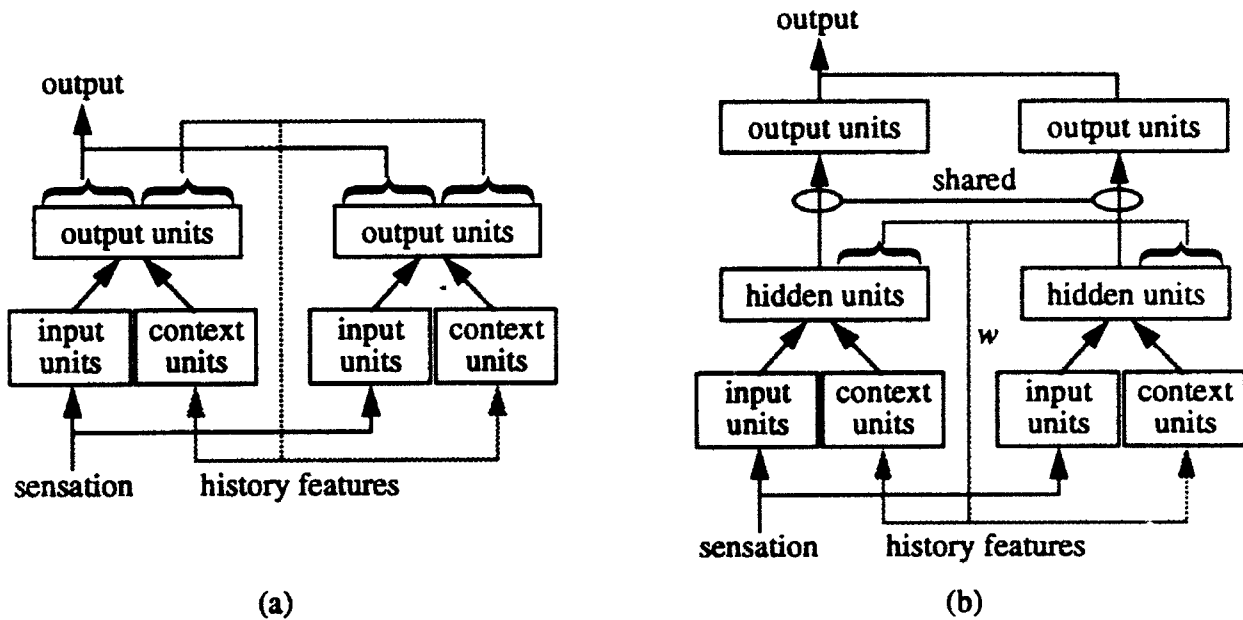 output
output units
output units
input units
context units
input units
context units
sensation
history features
(a)
output
output units
output units
shared
hidden units
hidden units
w
input units
context units
input units
context units
sensation
history features
(b)